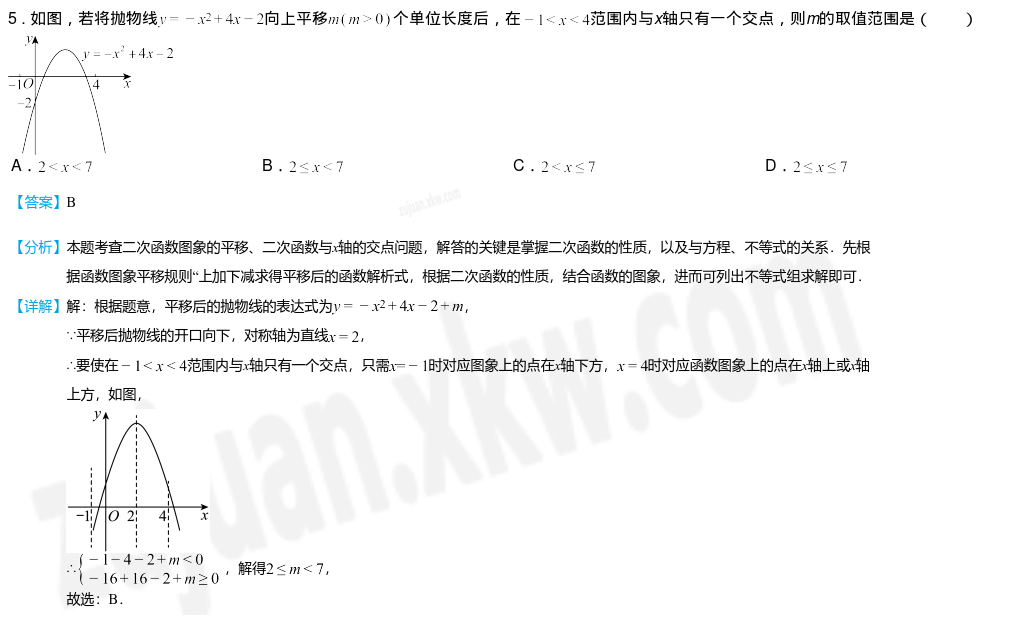 5．如图，若将抛物线y＝－x²＋4x－2向上平移m(m＞0)个单位长度后，在－1＜x＜4范围内与x轴只有一个交点，则m的取值范围是（　　）
y
y＝－x²＋4x－2
－1 O 4 x
－2
A．2＜x＜7　B．2≤x＜7　C．2＜x≤7　D．2≤x≤7
【答案】B
zujuan.xkw.com
【分析】本题考查二次函数图象的平移、二次函数与x轴的交点问题，解答的关键是掌握二次函数的性质，以及与方程、不等式的关系．先根
据函数图象平移规则“上加下减求得平移后的函数解析式，根据二次函数的性质，结合函数的图象，进而可列出不等式组求解即可．
【详解】解：根据题意，平移后的抛物线的表达式为y＝－x²＋4x－2＋m，
∵平移后抛物线的开口向下，对称轴为直线x＝2，
∴要使在－1＜x＜4范围内与x轴只有一个交点，只需x=－1时对应图象上的点在x轴下方，x＝4时对应函数图象上的点在x轴上或x轴
上方，如图，
y
－1 O 2 4 x
∴{－1－4－2＋m＜0
－16＋16－2＋m≥0，解得2≤m＜7，
故选：B．
zujuan.xkw.com